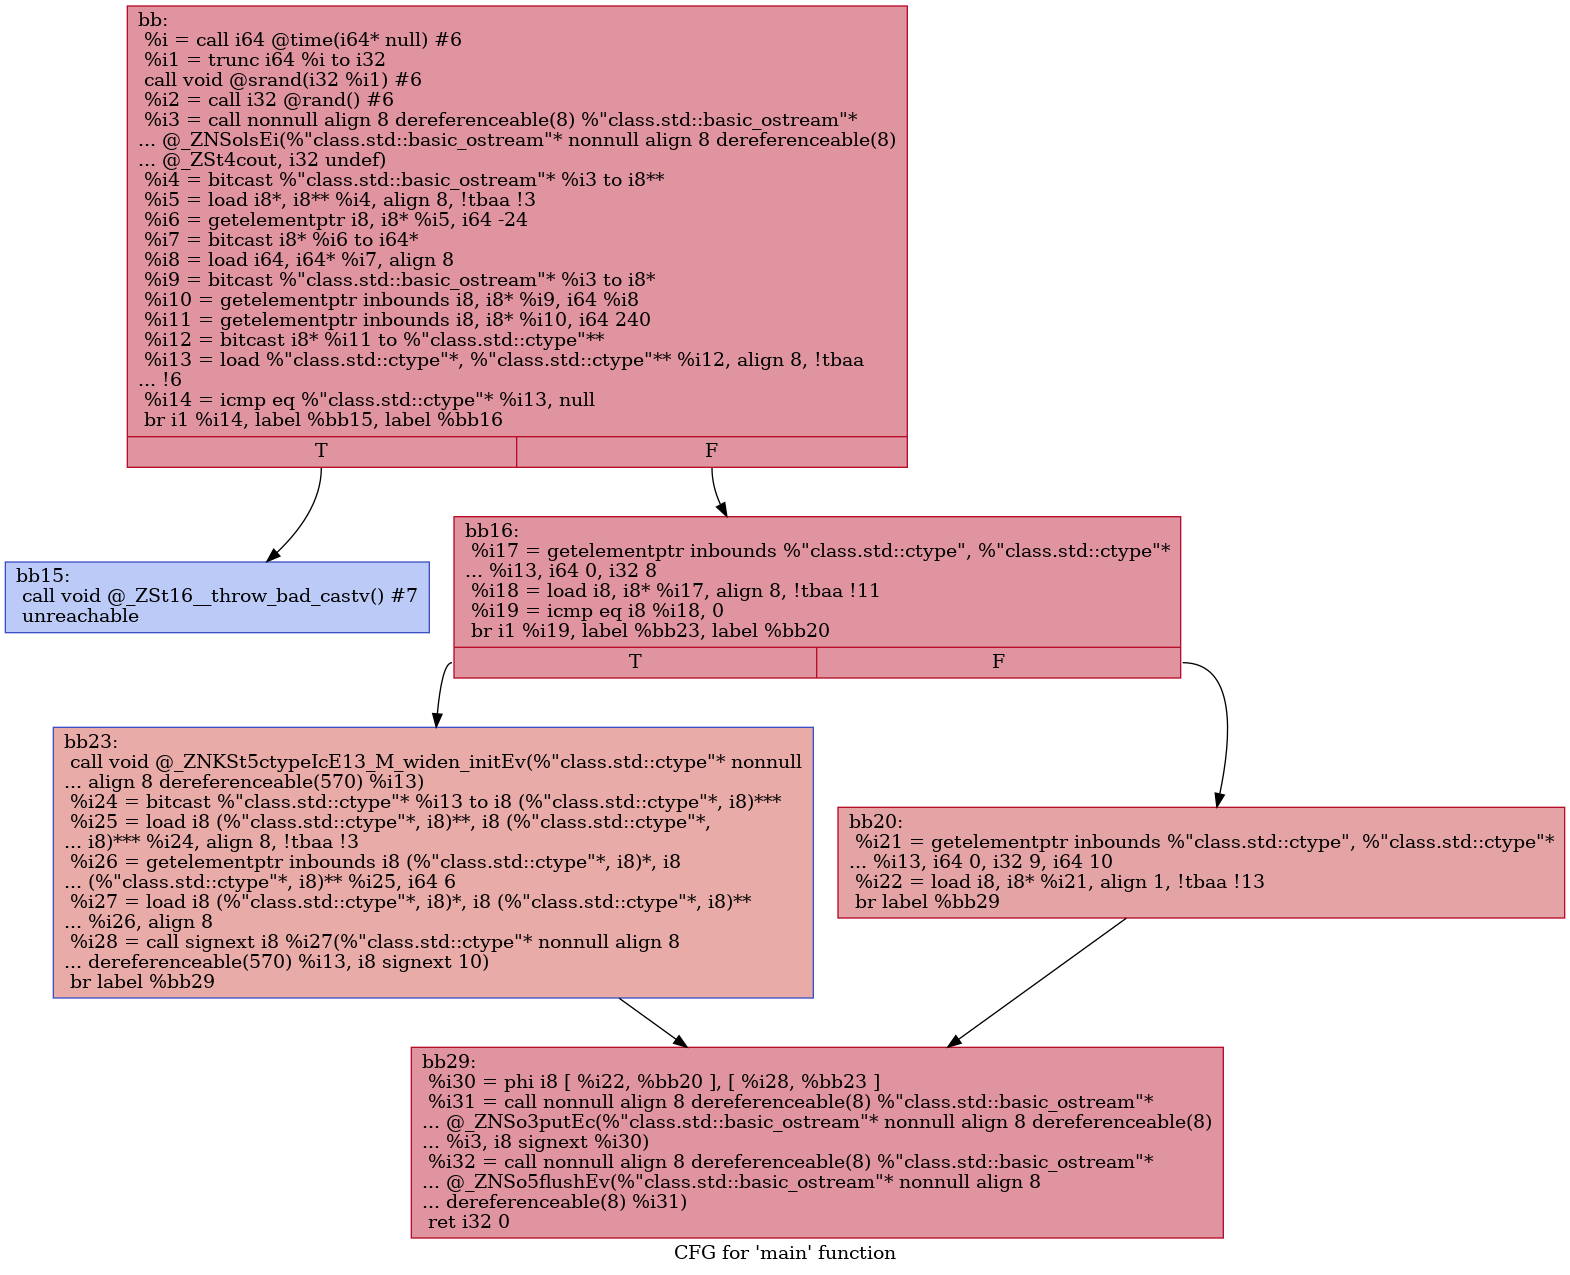 bb:
%i = call i64 @time(i64* null) #6
%i1 = trunc i64 %i to i32
call void @srand(i32 %i1) #6
%i2 = call i32 @rand() #6
%i3 = call nonnull align 8 dereferenceable(8) %"class.std::basic_ostream"*
... @_ZNSolsEi(%"class.std::basic_ostream"* nonnull align 8 dereferenceable(8)
... @_ZSt4cout, i32 undef)
%i4 = bitcast %"class.std::basic_ostream"* %i3 to i8**
%i5 = load i8*, i8** %i4, align 8, !tbaa !3
%i6 = getelementptr i8, i8* %i5, i64 -24
%i7 = bitcast i8* %i6 to i64*
%i8 = load i64, i64* %i7, align 8
%i9 = bitcast %"class.std::basic_ostream"* %i3 to i8*
%i10 = getelementptr inbounds i8, i8* %i9, i64 %i8
%i11 = getelementptr inbounds i8, i8* %i10, i64 240
%i12 = bitcast i8* %i11 to %"class.std::ctype"**
%i13 = load %"class.std::ctype"*, %"class.std::ctype"** %i12, align 8, !tbaa
... !6
%i14 = icmp eq %"class.std::ctype"* %i13, null
br i1 %i14, label %bb15, label %bb16
T
F
bb15:
call void @_ZSt16__throw_bad_castv() #7
unreachable
bb16:
%i17 = getelementptr inbounds %"class.std::ctype", %"class.std::ctype"*
... %i13, i64 0, i32 8
%i18 = load i8, i8* %i17, align 8, !tbaa !11
%i19 = icmp eq i8 %i18, 0
br i1 %i19, label %bb23, label %bb20
T
F
bb23:
call void @_ZNKSt5ctypeIcE13_M_widen_initEv(%"class.std::ctype"* nonnull
... align 8 dereferenceable(570) %i13)
%i24 = bitcast %"class.std::ctype"* %i13 to i8 (%"class.std::ctype"*, i8)***
%i25 = load i8 (%"class.std::ctype"*, i8)**, i8 (%"class.std::ctype"*,
... i8)*** %i24, align 8, !tbaa !3
%i26 = getelementptr inbounds i8 (%"class.std::ctype"*, i8)*, i8
... (%"class.std::ctype"*, i8)** %i25, i64 6
%i27 = load i8 (%"class.std::ctype"*, i8)*, i8 (%"class.std::ctype"*, i8)**
... %i26, align 8
%i28 = call signext i8 %i27(%"class.std::ctype"* nonnull align 8
... dereferenceable(570) %i13, i8 signext 10)
br label %bb29
bb20:
%i21 = getelementptr inbounds %"class.std::ctype", %"class.std::ctype"*
... %i13, i64 0, i32 9, i64 10
%i22 = load i8, i8* %i21, align 1, !tbaa !13
br label %bb29
bb29:
%i30 = phi i8 [ %i22, %bb20 ], [ %i28, %bb23 ]
%i31 = call nonnull align 8 dereferenceable(8) %"class.std::basic_ostream"*
... @_ZNSo3putEc(%"class.std::basic_ostream"* nonnull align 8 dereferenceable(8)
... %i3, i8 signext %i30)
%i32 = call nonnull align 8 dereferenceable(8) %"class.std::basic_ostream"*
... @_ZNSo5flushEv(%"class.std::basic_ostream"* nonnull align 8
... dereferenceable(8) %i31)
ret i32 0
CFG for 'main' function